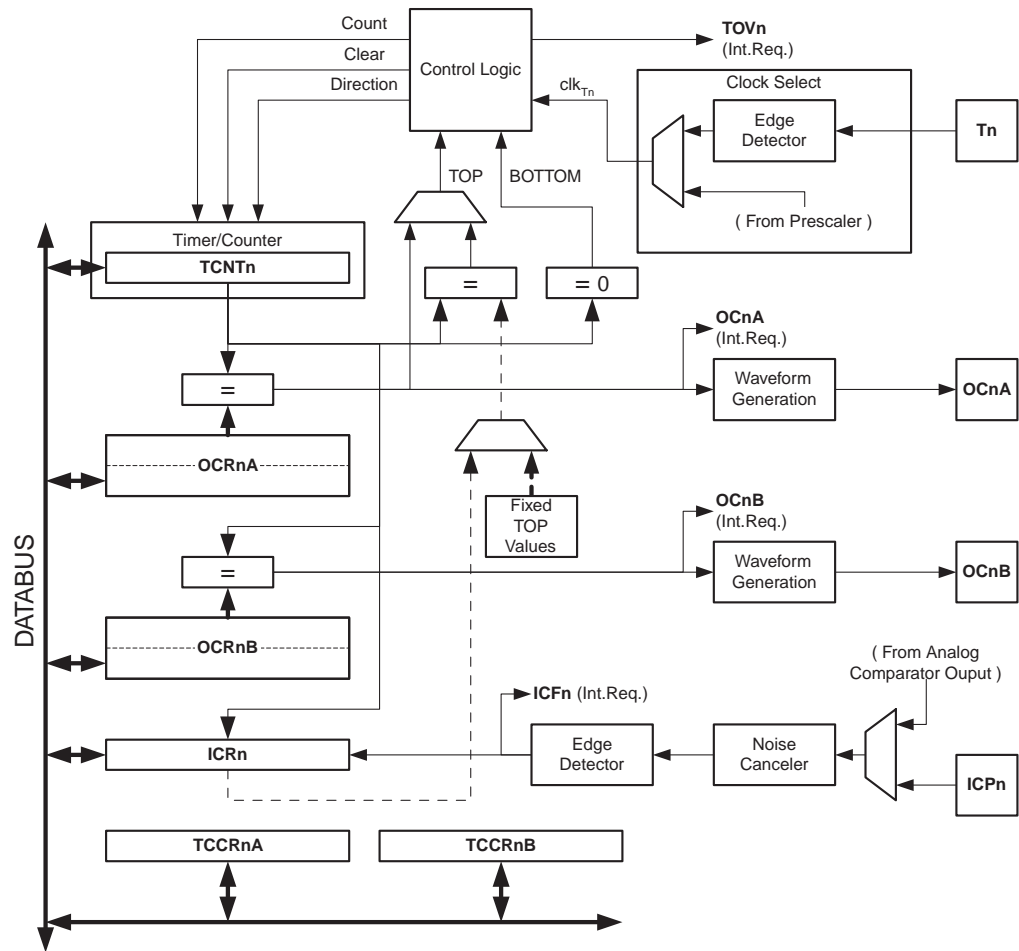 Count
Clear
Direction
Control Logic
TOVn
(Int.Req.)
clkTn
Clock Select
Edge
Detector
Tn
( From Prescaler )
TOP
BOTTOM
Timer/Counter
TCNTn
=
= 0
OCnA
(Int.Req.)
=
Waveform
Generation
OCnA
OCRnA
Fixed
TOP
Values
OCnB
(Int.Req.)
=
Waveform
Generation
OCnB
OCRnB
DATABUS
( From Analog
Comparator Ouput )
ICFn (Int.Req.)
ICRn
Edge
Detector
Noise
Canceler
ICPn
TCCRnA
TCCRnB